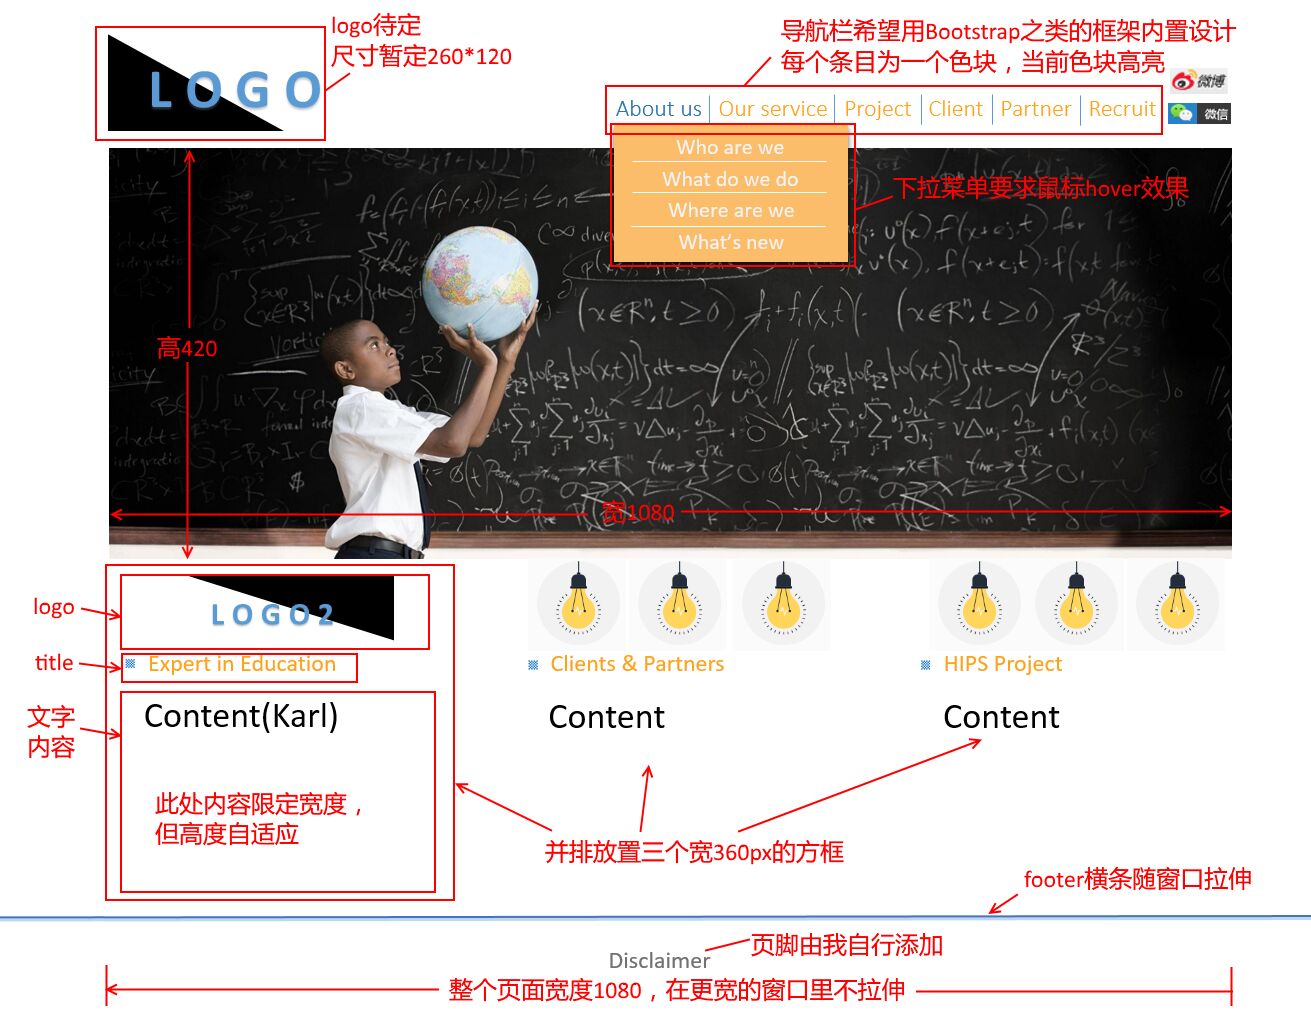 logo待定
尺寸暂定260*120
LOGO
导航栏希望用Bootstrap之类的框架内置设计
每个条目为一个色块，当前色块高亮
微博
微信
About us
Our service
Project
Client
Partner
Recruit
Who are we
What do we do
Where are we
What's new
下拉菜单要求鼠标hover效果
高420
宽1080
logo
LOGO2
title
Expert in Education
Clients & Partners
HIPS Project
文字
内容
Content(Karl)
Content
Content
此处内容限定宽度，
但高度自适应
并排放置三个宽360px的方框
footer横条随窗口拉伸
页脚由我自行添加
Disclaimer
整个页面宽度1080，在更宽的窗口里不拉伸